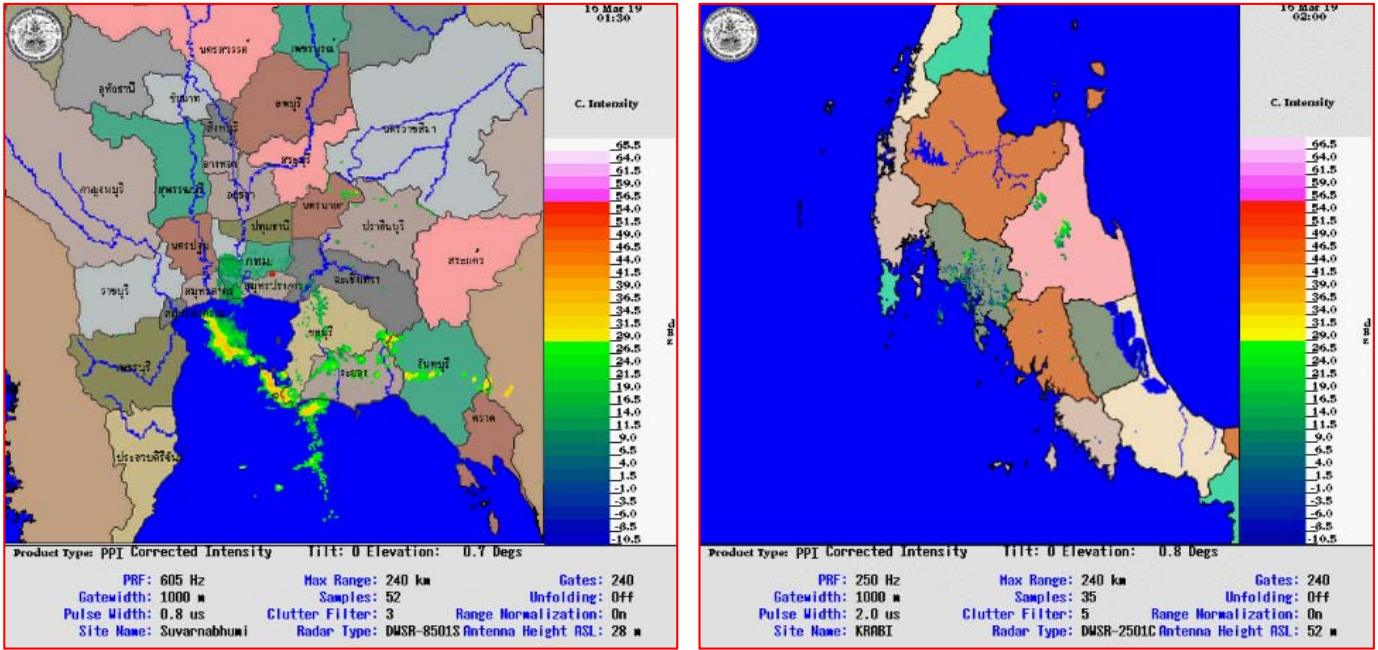 16 Mar 19
01:30
C. Intensity
65.5
64.0
61.5
59.0
56.5
54.0
51.5
49.0
46.5
44.0
41.5
39.0
36.5
34.0
31.5
29.0
26.5
24.0
21.5
19.0
16.5
14.0
11.5
9.0
6.5
4.0
1.5
-1.0
-3.5
-6.0
-8.5
-10.5
นครสวรรค์
เพชรบูรณ์
อุทัยธานี
ชัยนาท
ลพบุรี
สิงห์บุรี
นครราชสีมา
อ่างทอง
สระบุรี
กาญจนบุรี
สุพรรณบุรี
อยุธยา
นครนายก
ปทุมธานี
ปราจีนบุรี
นครปฐม
กทม.
สระแก้ว
ฉะเชิงเทรา
ราชบุรี
สมุทรสาคร
สมุทรปราการ
ชลบุรี
เพชรบุรี
ระยอง
จันทบุรี
ตราด
Product Type: PPI Corrected Intensity Tilt: 0 Elevation: 0.7 Degs
PRF: 605 Hz Max Range: 240 km Gates: 240
Gatewidth: 1000 m Samples: 52 Unfolding: Off
Pulse Width: 0.8 us Clutter Filter: 3 Range Normalization: On
Site Name: Suvarnabhumi Radar Type: DWSR-8501S Antenna Height ASL: 28 m
16 Mar 19
02:00
C. Intensity
66.5
64.0
61.5
59.0
56.5
54.0
51.5
49.0
46.5
44.0
41.5
39.0
36.5
34.0
31.5
29.0
26.5
24.0
21.5
19.0
16.5
14.0
11.5
9.0
6.5
4.0
1.5
-1.0
-3.5
-6.0
-8.5
-10.5
Product Type: PPI Corrected Intensity Tilt: 0 Elevation: 0.8 Degs
PRF: 250 Hz Max Range: 240 km Gates: 240
Gatewidth: 1000 m Samples: 35 Unfolding: Off
Pulse Width: 2.0 us Clutter Filter: 5 Range Normalization: On
Site Name: KRABI Radar Type: DWSR-2501C Antenna Height ASL: 52 m